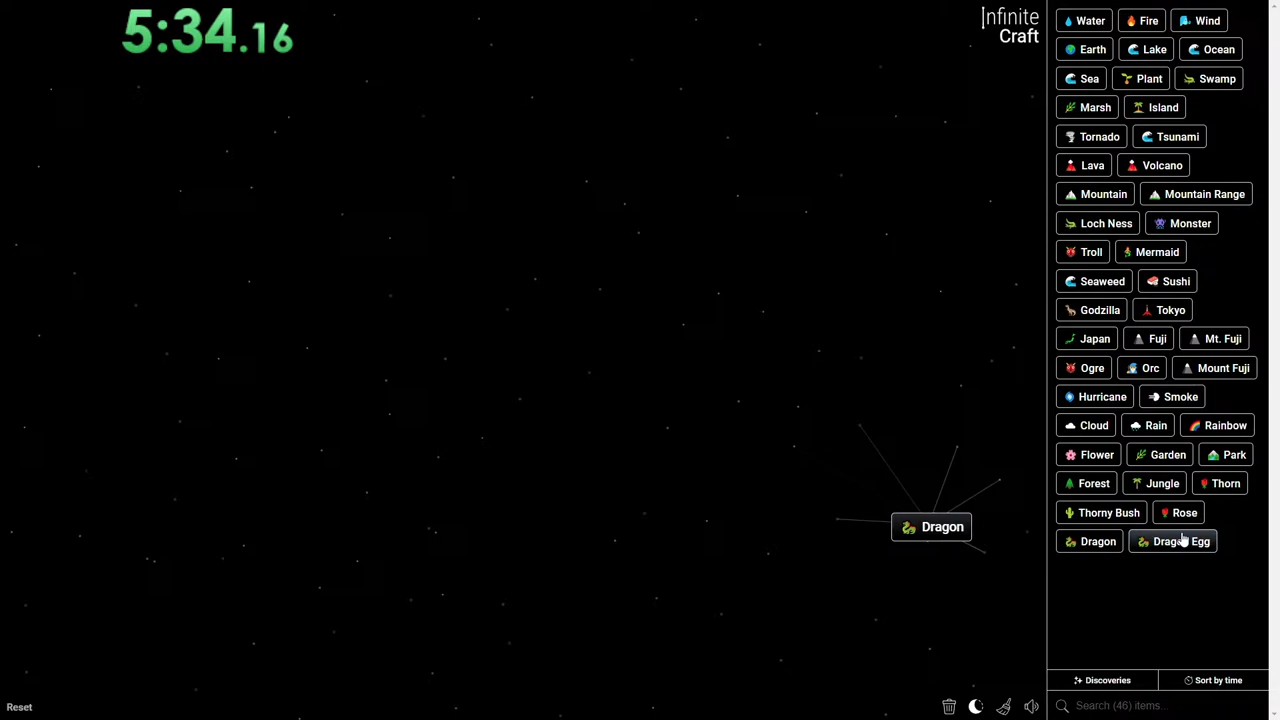 5:34.16
Infinite
Craft
Water Fire Wind
Earth Lake Ocean
Sea Plant Swamp
Marsh Island
Tornado Tsunami
Lava Volcano
Mountain Mountain Range
Loch Ness Monster
Troll Mermaid
Seaweed Sushi
Godzilla Tokyo
Japan Fuji Mt. Fuji
Ogre Orc Mount Fuji
Hurricane Smoke
Cloud Rain Rainbow
Flower Garden Park
Forest Jungle Thorn
Thorny Bush Rose
Dragon
Dragon Dragon Egg
Discoveries Sort by time
Reset
Search (46) items...